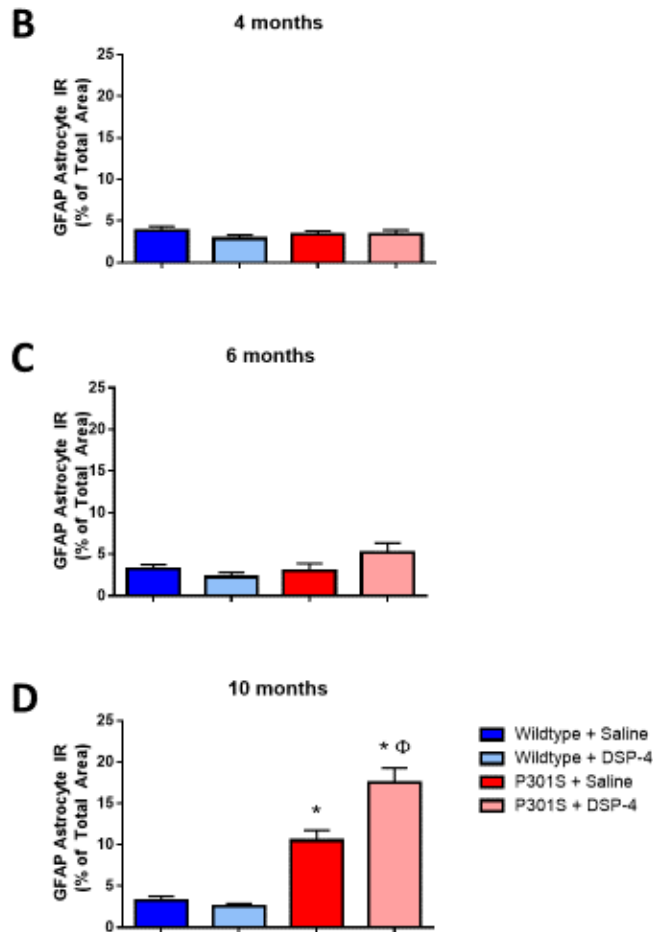 B
4 months
GFAP Astrocyte IR
(% of Total Area)
25
20
15
10
5
0
C
6 months
GFAP Astrocyte IR
(% of Total Area)
25
20
15
10
5
0
D
10 months
GFAP Astrocyte IR
(% of Total Area)
25
20
15
10
5
0
*
* Φ
Wildtype + Saline
Wildtype + DSP-4
P301S + Saline
P301S + DSP-4